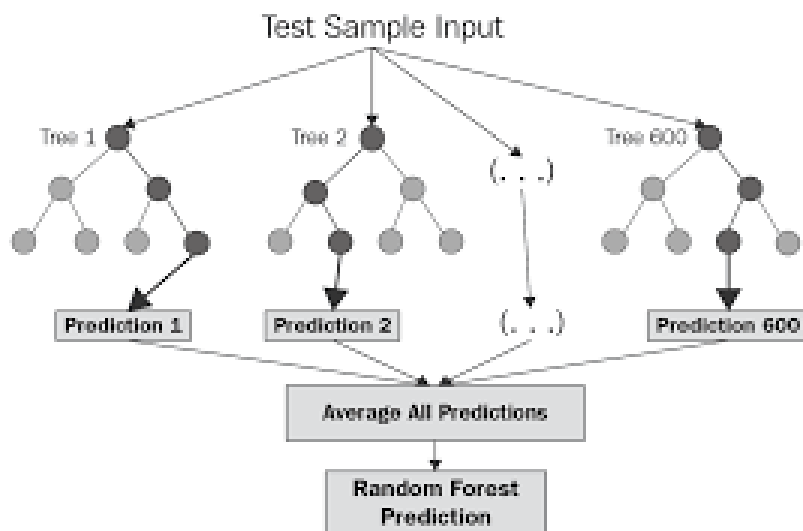 Test Sample Input
Tree 1
Tree 2
Tree 600
(. . .)
Prediction 1
Prediction 2
(. . .)
Prediction 600
Average All Predictions
Random Forest
Prediction